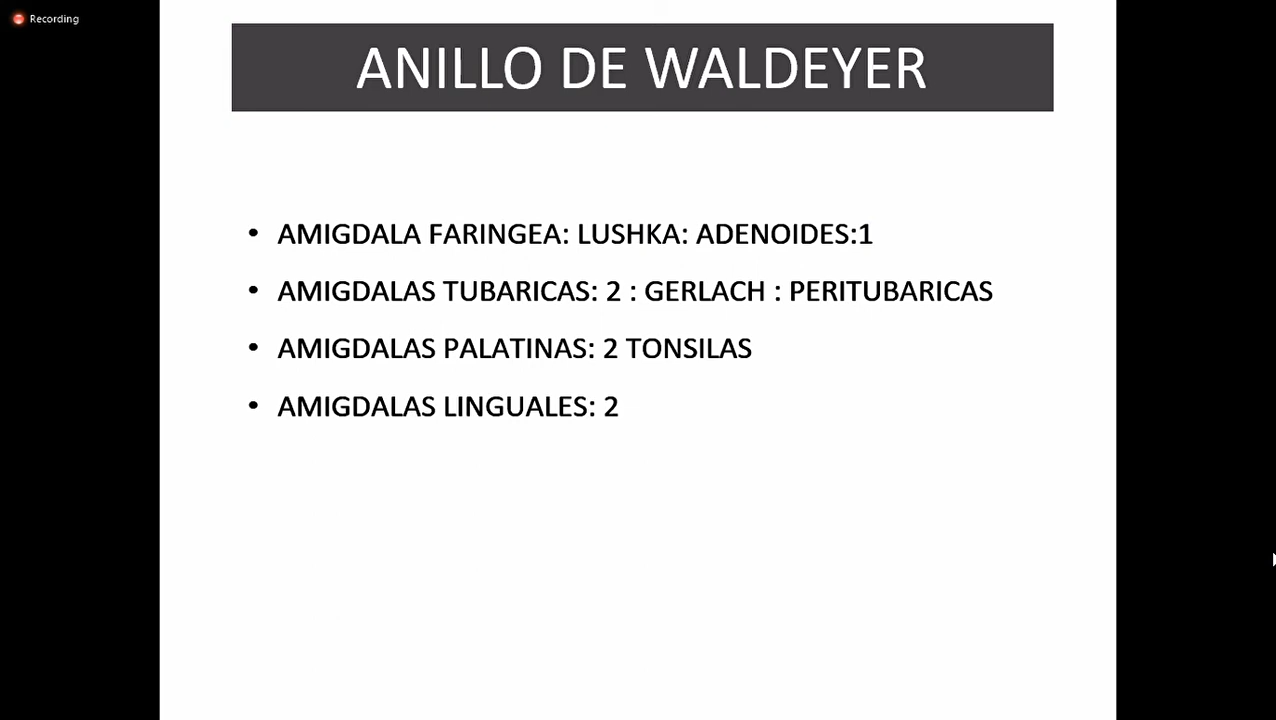 Recording
ANILLO DE WALDEYER
• AMIGDALA FARINGEA: LUSHKA: ADENOIDES:1
• AMIGDALAS TUBARICAS: 2 : GERLACH : PERITUBARICAS
• AMIGDALAS PALATINAS: 2 TONSILAS
• AMIGDALAS LINGUALES: 2